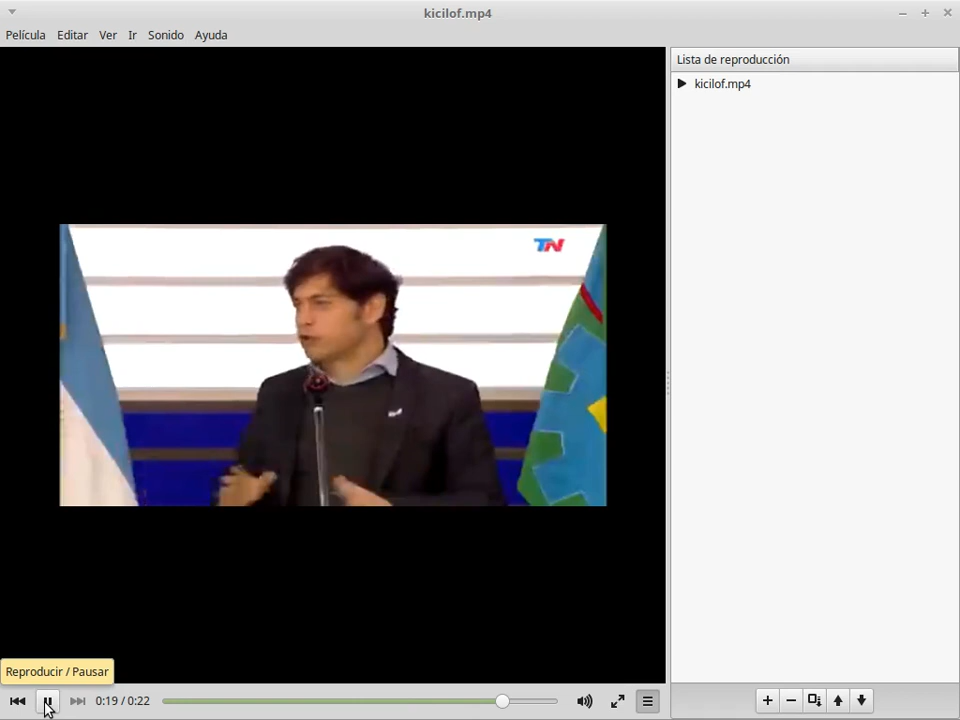 kicilof.mp4
Película Editar Ver Ir Sonido Ayuda
Lista de reproducción
kicilof.mp4
TN
Reproducir / Pausar
0:19 / 0:22